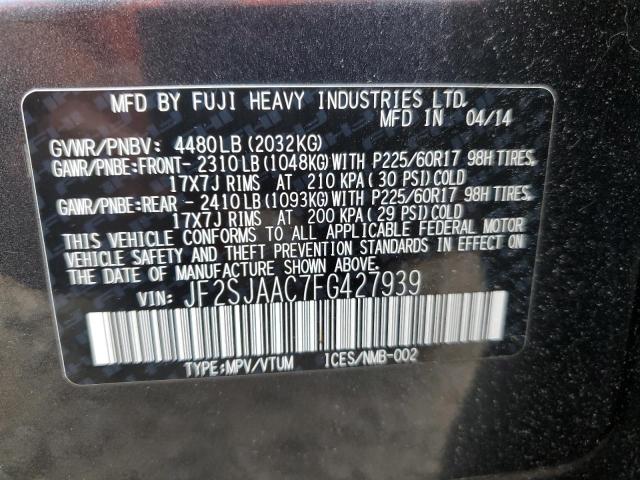 MFD BY FUJI HEAVY INDUSTRIES LTD.
MFD IN 04/14
GVWR/PNBV: 4480LB (2032KG)
GAWR/PNBE:FRONT- 2310LB (1048KG) WITH P225/60R17 98H TIRES,
17X7J RIMS AT 210 KPA (30 PSI) COLD
GAWR/PNBE:REAR - 2410LB (1093KG) WITH P225/60R17 98H TIRES,
17X7J RIMS AT 200 KPA (29 PSI) COLD
THIS VEHICLE CONFORMS TO ALL APPLICABLE FEDERAL MOTOR
VEHICLE SAFETY AND THEFT PREVENTION STANDARDS IN EFFECT ON
THE DATE OF MANUFACTURE SHOWN ABOVE.
VIN: JF2SJAAC7FG427939
TYPE:MPV/VTUM ICES/NMB-002